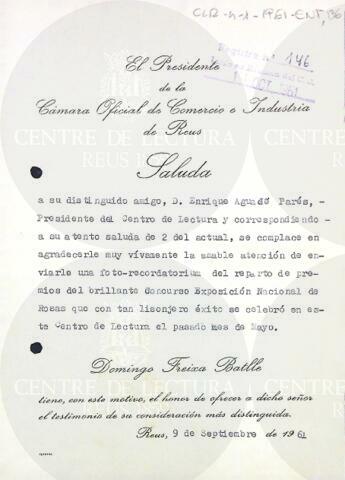 CLR-4-1-1961-ENT,
Registro n.º 146
1961
El Presidente
de la
Cámara Oficial de Comercio e Industria
de Reus
CENTRE DE LECTURA
REUS
Saluda
a su distinguido amigo, D. Enrique Aguadé Parés, -
Presidente del Centro de Lectura y correspondiendo -
a su atento saluda de 2 del actual, se complace en
agradecerle muy vivamente la amable atención de en-
viarle una foto-recordatorium del reparto de pre-
mios del brillante Concurso Exposición Nacional de
Rosas que con tan lisonjero éxito se celebró en es-
te Centro de Lectura el pasado mes de Mayo.
Domingo Freixa Batlle
CENTRE DE LECTURA
tiene, con este motivo, el honor de ofrecer a dicho señor
el testimonio de su consideración más distinguida.
Reus, 9 de Septiembre de 1961